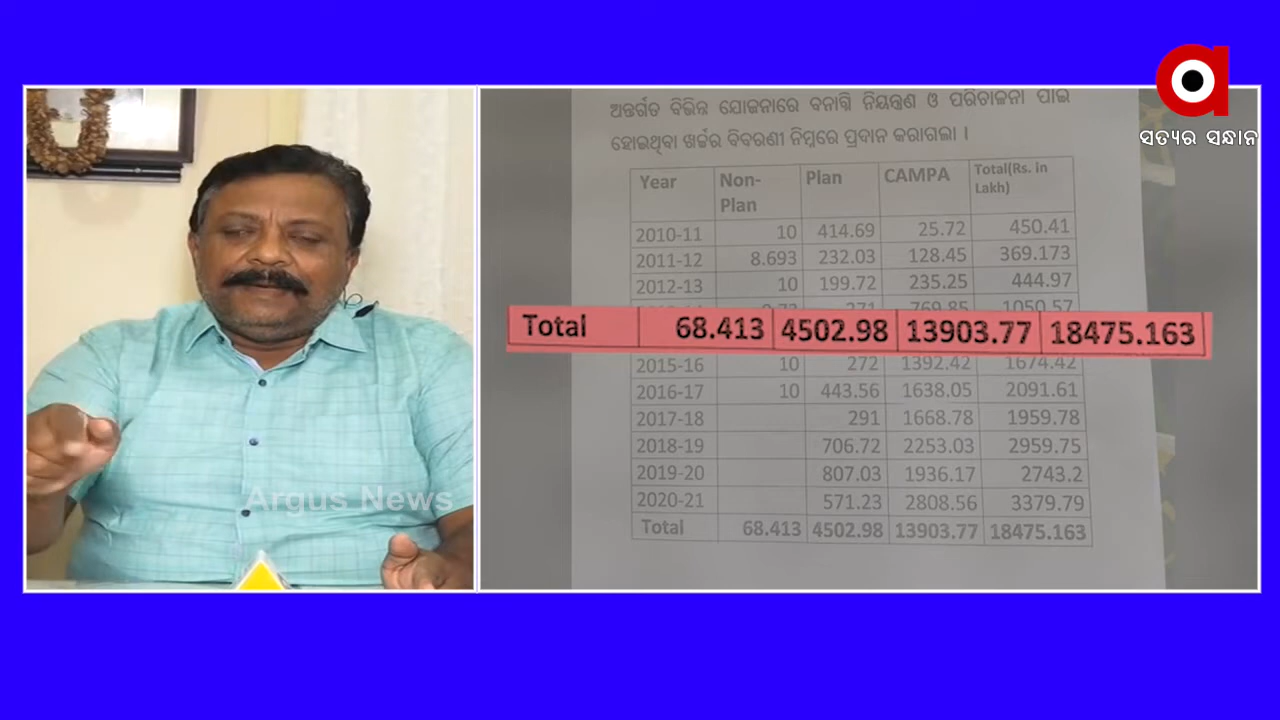 ସତ୍ୟର ସନ୍ଧାନ
ଅନ୍ତର୍ଗତ ବିଭିନ୍ନ ଯୋଜନାରେ ବନାଗ୍ନି ନିୟନ୍ତ୍ରଣ ଓ ପରିଚାଳନା ପାଇ
ହୋଇଥିବା ଖର୍ଚ୍ଚର ବିବରଣୀ ନିମ୍ନରେ ପ୍ରଦାନ କରାଗଲା ।
Year Non-Plan Plan CAMPA Total(Rs. in Lakh)
2010-11 10 414.69 25.72 450.41
2011-12 8.693 232.03 128.45 369.173
2012-13 10 199.72 235.25 444.97
271 769.85 1050.57
Total 68.413 4502.98 13903.77 18475.163
2015-16 10 272 1392.42 1674.42
2016-17 10 443.56 1638.05 2091.61
2017-18 291 1668.78 1959.78
2018-19 706.72 2253.03 2959.75
2019-20 807.03 1936.17 2743.2
2020-21 571.23 2808.56 3379.79
Total 68.413 4502.98 13903.77 18475.163
Argus News